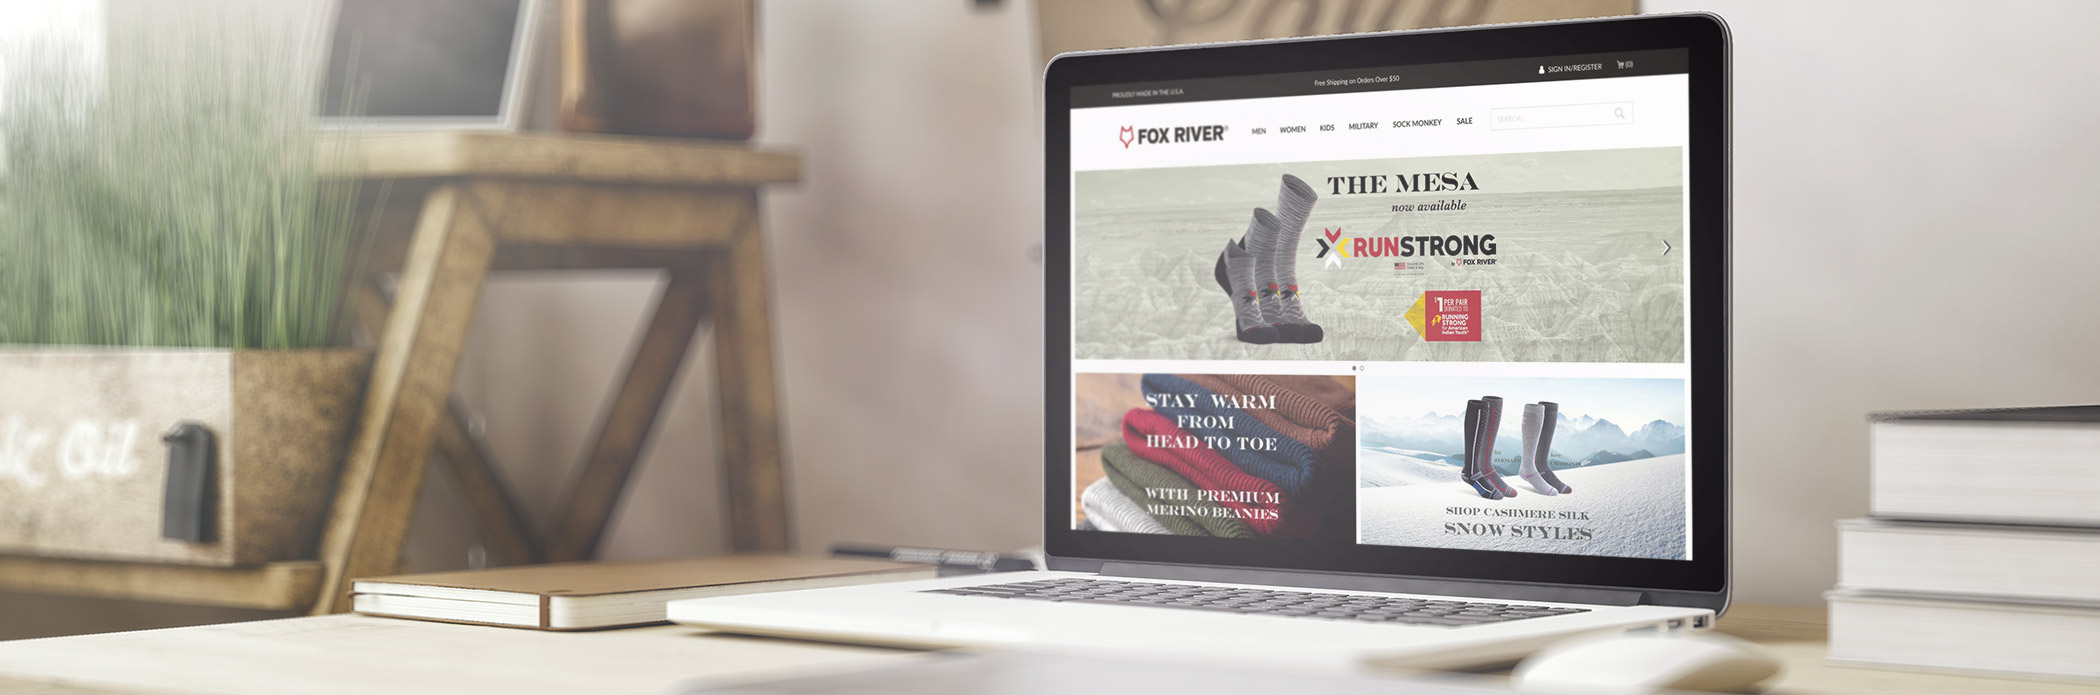 PROUDLY MADE IN THE U.S.A.
Free Shipping on Orders Over $50
SIGN IN/REGISTER
(0)
FOX RIVER®
MEN
WOMEN
KIDS
MILITARY
SOCK MONKEY
SALE
SEARCH...
THE MESA
now available
RUNSTRONG
MADE IN
THE USA
by FOX RIVER
$1 PER PAIR
DONATED TO
RUNNING
STRONG
for American
Indian Youth
STAY WARM
FROM
HEAD TO TOE
WITH PREMIUM
MERINO BEANIES
SHOP CASHMERE SILK
SNOW STYLES
Oil